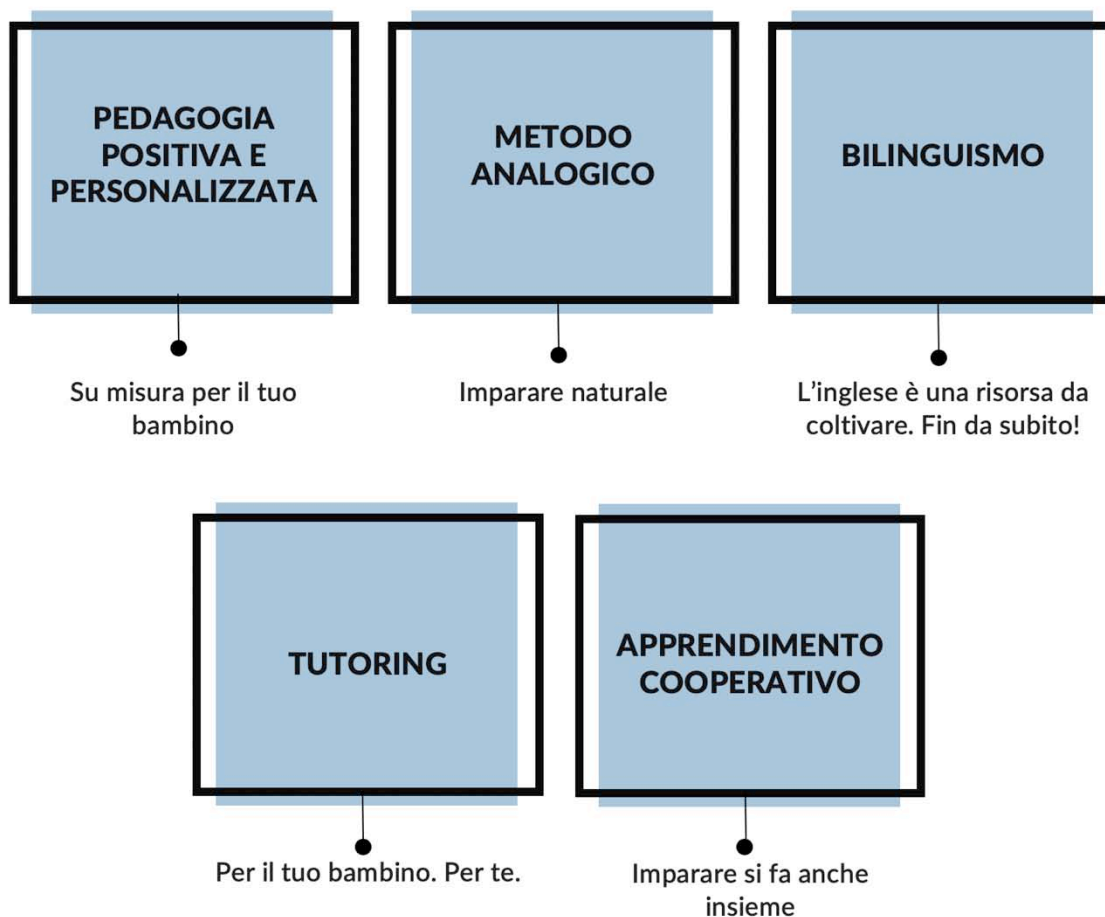 PEDAGOGIA
POSITIVA E
PERSONALIZZATA
Su misura per il tuo
bambino
METODO
ANALOGICO
Imparare naturale
BILINGUISMO
L'inglese è una risorsa da
coltivare. Fin da subito!
TUTORING
Per il tuo bambino. Per te.
APPRENDIMENTO
COOPERATIVO
Imparare si fa anche
insieme